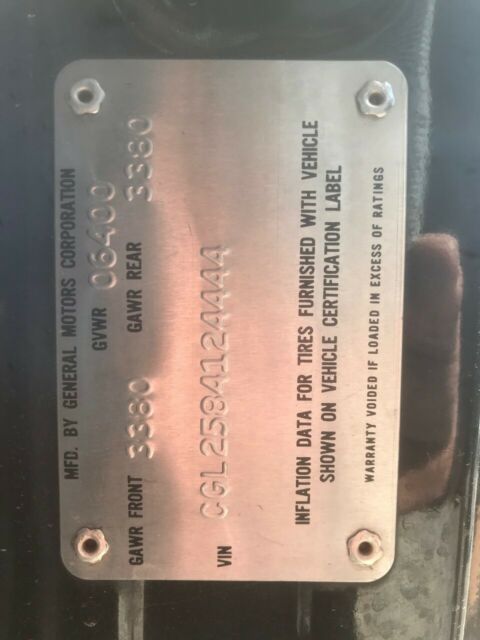 MFD. BY GENERAL MOTORS CORPORATION
GVWR 06400
GAWR FRONT 3380 GAWR REAR 3380
VIN CGL2584124444
INFLATION DATA FOR TIRES FURNISHED WITH VEHICLE
SHOWN ON VEHICLE CERTIFICATION LABEL
WARRANTY VOIDED IF LOADED IN EXCESS OF RATINGS